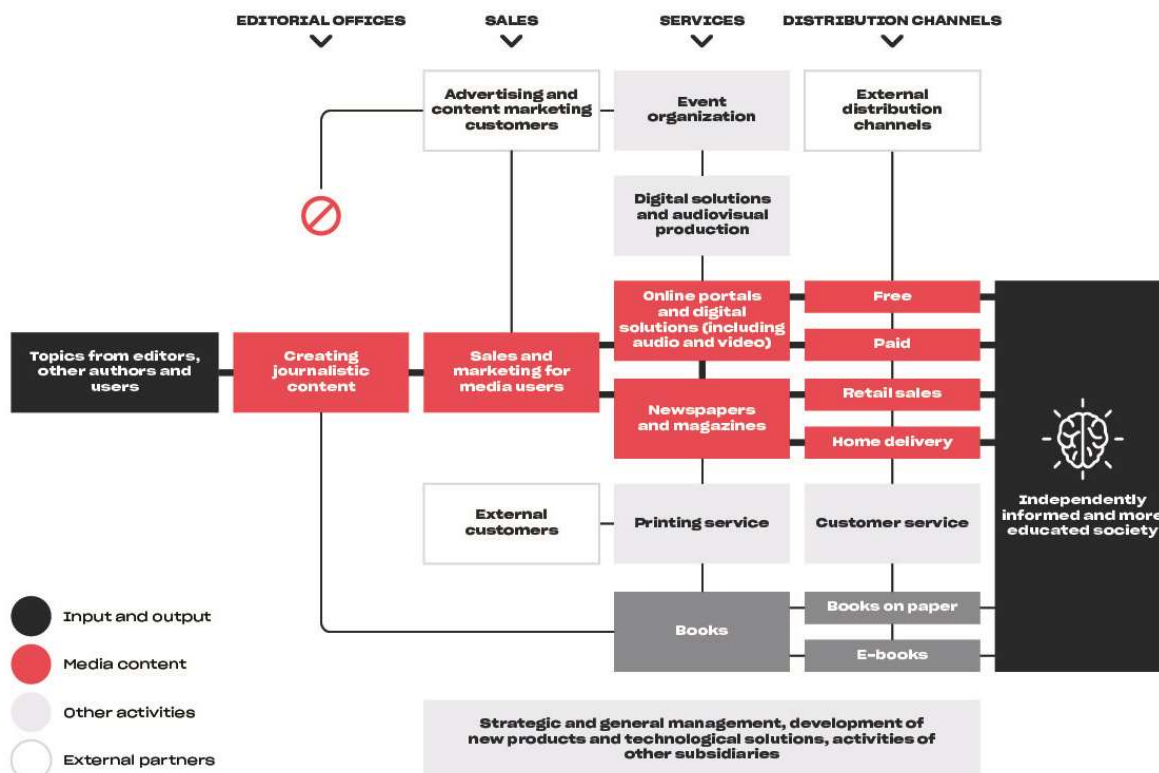 EDITORIAL OFFICES
SALES
SERVICES
DISTRIBUTION CHANNELS
Advertising and
content marketing
customers
Event
organization
External
distribution
channels
Digital solutions
and audiovisual
production
Topics from editors,
other authors and
users
Creating
journalistic
content
Sales and
marketing for
media users
Online portals
and digital
solutions (including
audio and video)
Free
Paid
Newspapers
and magazines
Retail sales
Home delivery
Independently
informed and more
educated society
External
customers
Printing service
Customer service
Books
Books on paper
E-books
Input and output
Media content
Other activities
External partners
Strategic and general management, development of
new products and technological solutions, activities of
other subsidiaries